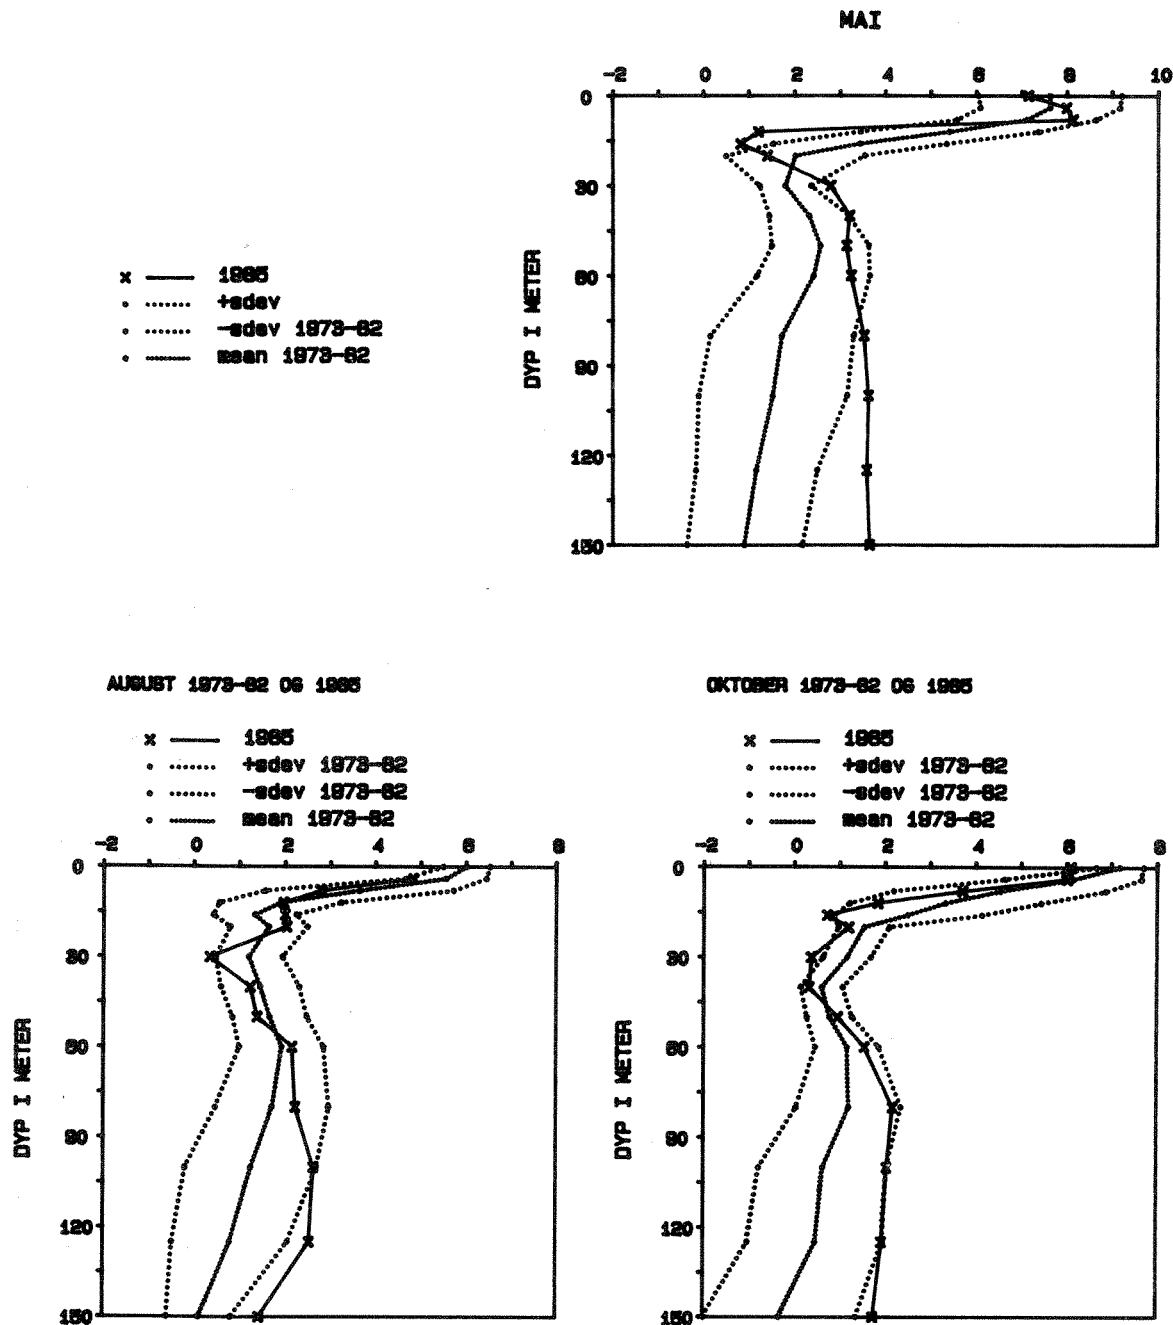 MAI
-2 0 2 4 6 8 10
0
30
60
90
120
150
DYP I METER
1985
+sdev
-sdev 1973-82
mean 1973-82
AUGUST 1973-82 OG 1985
1985
+sdev 1973-82
-sdev 1973-82
mean 1973-82
-2 0 2 4 6 8
0
30
60
90
120
150
DYP I METER
OKTOBER 1973-82 OG 1985
1985
+sdev 1973-82
-sdev 1973-82
mean 1973-82
-2 0 2 4 6 8
0
30
60
90
120
150
DYP I METER